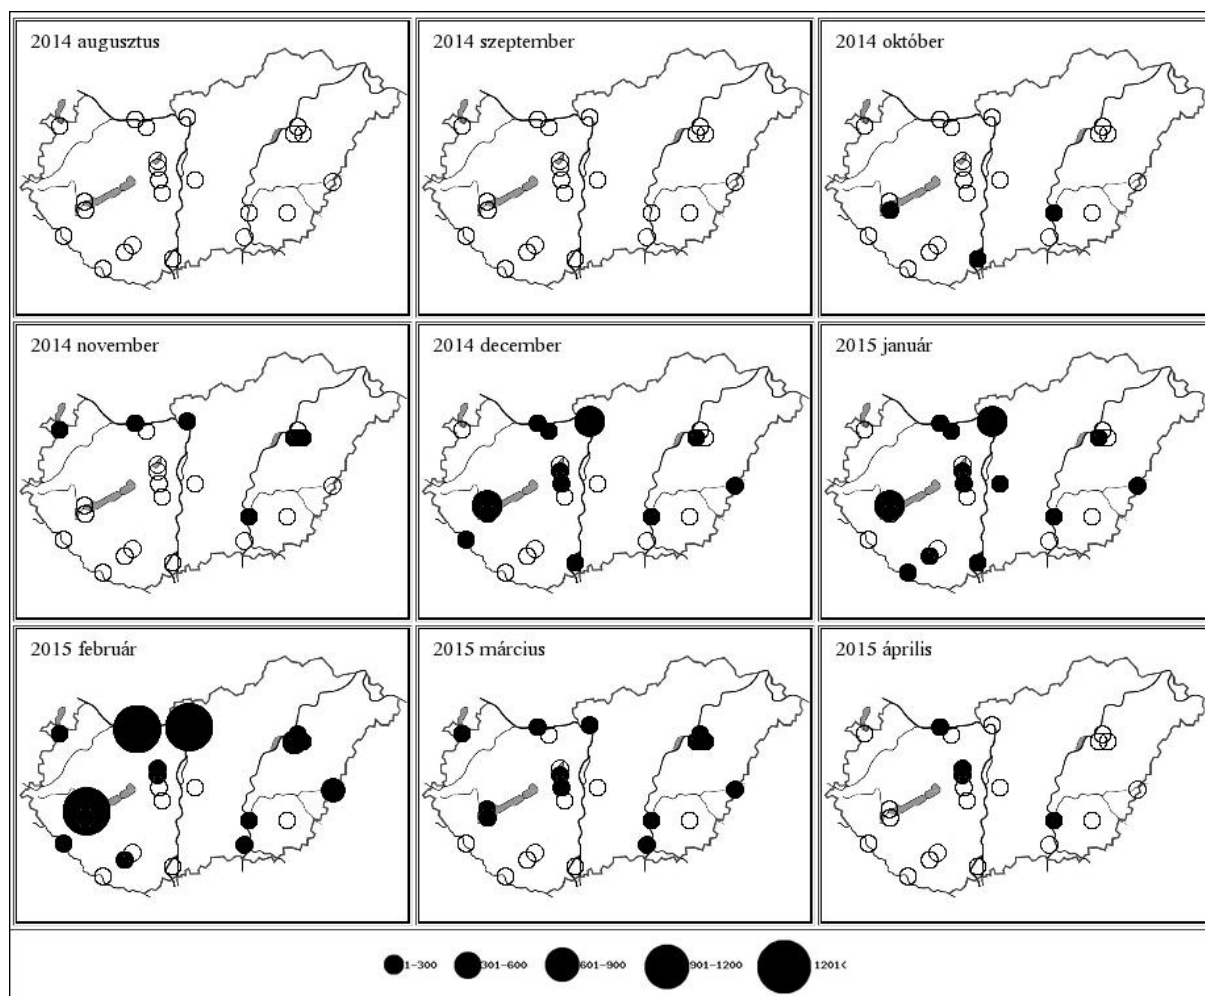 2014 augusztus
2014 szeptember
2014 október
2014 november
2014 december
2015 január
2015 február
2015 március
2015 április
1-300
301-600
601-900
901-1200
1201<